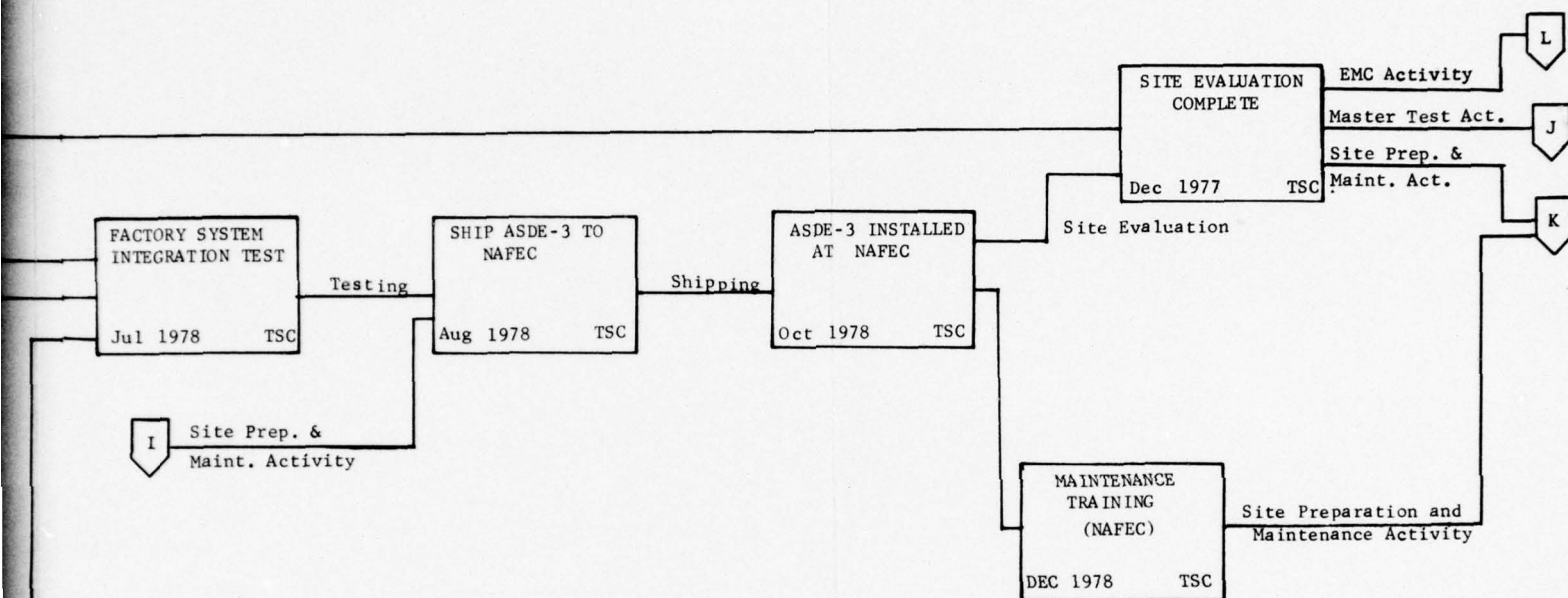 L
EMC Activity
SITE EVALUATION
COMPLETE
Dec 1977 TSC
Master Test Act.
J
Site Prep. &
Maint. Act.
K
FACTORY SYSTEM
INTEGRATION TEST
Jul 1978 TSC
Testing
SHIP ASDE-3 TO
NAFEC
Aug 1978 TSC
Shipping
ASDE-3 INSTALLED
AT NAFEC
Oct 1978 TSC
Site Evaluation
I
Site Prep. &
Maint. Activity
MAINTENANCE
TRAINING
(NAFEC)
DEC 1978 TSC
Site Preparation and
Maintenance Activity